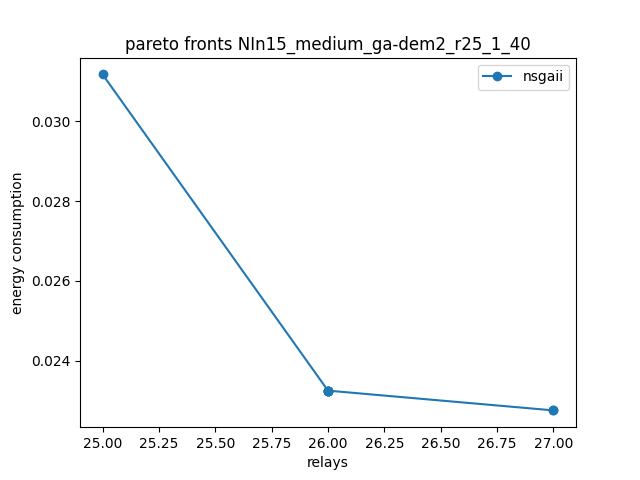 pareto fronts NIn15_medium_ga-dem2_r25_1_40
nsgaii
energy consumption
0.030
0.028
0.026
0.024
25.00 25.25 25.50 25.75 26.00 26.25 26.50 26.75 27.00
relays